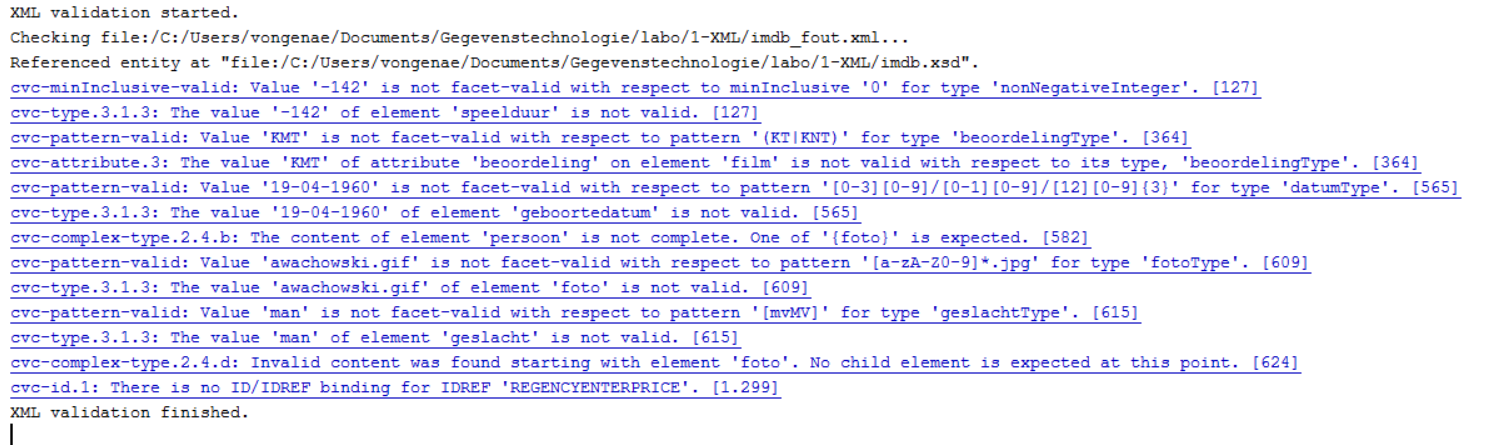 XML validation started.
Checking file:/C:/Users/vongenae/Documents/Gegevenstechnologie/labo/1-XML/imdb_fout.xml...
Referenced entity at "file:/C:/Users/vongenae/Documents/Gegevenstechnologie/labo/1-XML/imdb.xsd".
cvc-minInclusive-valid: Value '-142' is not facet-valid with respect to minInclusive '0' for type 'nonNegativeInteger'. [127]
cvc-type.3.1.3: The value '-142' of element 'speelduur' is not valid. [127]
cvc-pattern-valid: Value 'KMT' is not facet-valid with respect to pattern '(KT|KNT)' for type 'beoordelingType'. [364]
cvc-attribute.3: The value 'KMT' of attribute 'beoordeling' on element 'film' is not valid with respect to its type, 'beoordelingType'. [364]
cvc-pattern-valid: Value '19-04-1960' is not facet-valid with respect to pattern '[0-3][0-9]/[0-1][0-9]/[12][0-9]{3}' for type 'datumType'. [565]
cvc-type.3.1.3: The value '19-04-1960' of element 'geboortedatum' is not valid. [565]
cvc-complex-type.2.4.b: The content of element 'persoon' is not complete. One of '{foto}' is expected. [582]
cvc-pattern-valid: Value 'awachowski.gif' is not facet-valid with respect to pattern '[a-zA-Z0-9]*.jpg' for type 'fotoType'. [609]
cvc-type.3.1.3: The value 'awachowski.gif' of element 'foto' is not valid. [609]
cvc-pattern-valid: Value 'man' is not facet-valid with respect to pattern '[mvMV]' for type 'geslachtType'. [615]
cvc-type.3.1.3: The value 'man' of element 'geslacht' is not valid. [615]
cvc-complex-type.2.4.d: Invalid content was found starting with element 'foto'. No child element is expected at this point. [624]
cvc-id.1: There is no ID/IDREF binding for IDREF 'REGENCYENTERPRICE'. [1.299]
XML validation finished.